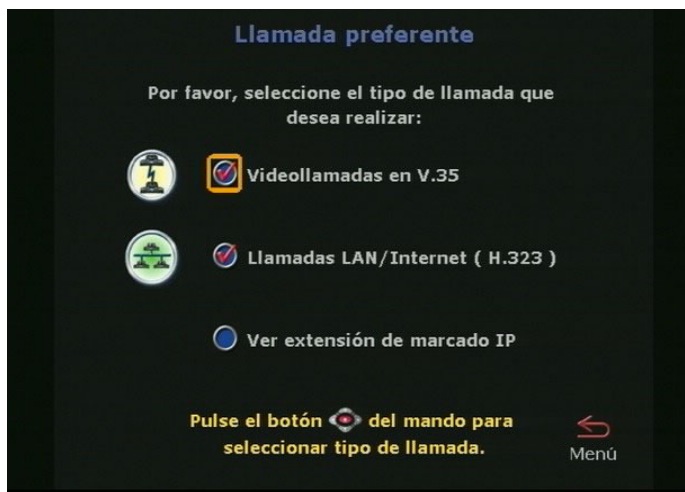 Llamada preferente
Por favor, seleccione el tipo de llamada que
desea realizar:
Videollamadas en V.35
Llamadas LAN/Internet ( H.323 )
Ver extensión de marcado IP
Pulse el botón del mando para
seleccionar tipo de llamada.
Menú